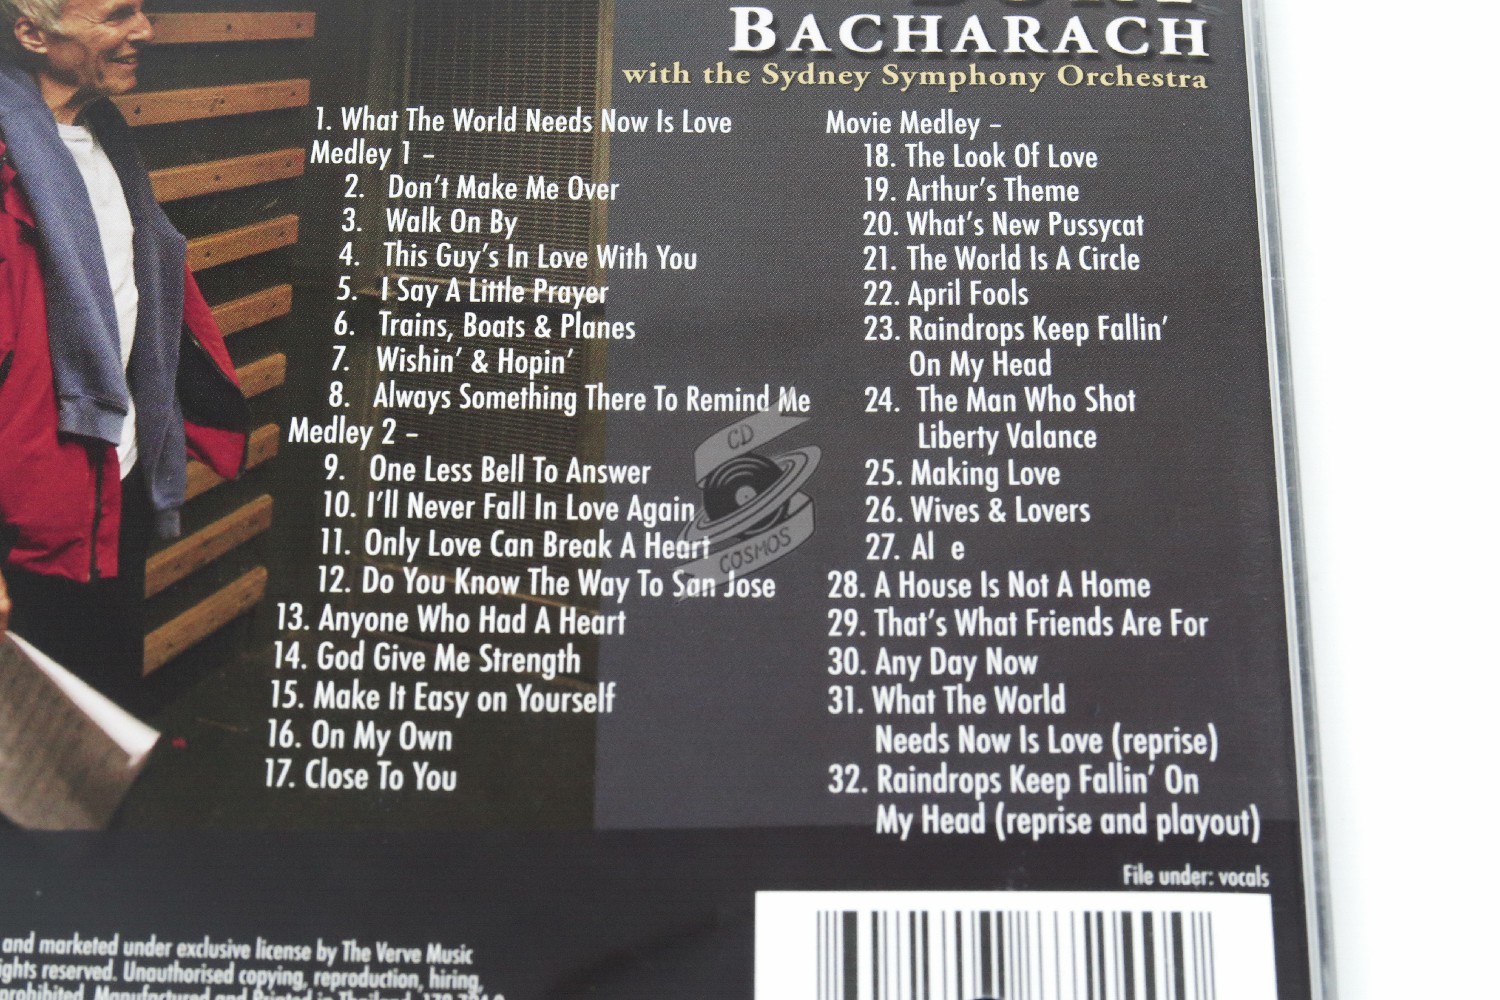 BACHARACH
with the Sydney Symphony Orchestra
1. What The World Needs Now Is Love
Medley 1 –
2. Don't Make Me Over
3. Walk On By
4. This Guy's In Love With You
5. I Say A Little Prayer
6. Trains, Boats & Planes
7. Wishin' & Hopin'
8. Always Something There To Remind Me
Medley 2 –
9. One Less Bell To Answer
10. I'll Never Fall In Love Again
11. Only Love Can Break A Heart
12. Do You Know The Way To San Jose
13. Anyone Who Had A Heart
14. God Give Me Strength
15. Make It Easy on Yourself
16. On My Own
17. Close To You
Movie Medley –
18. The Look Of Love
19. Arthur's Theme
20. What's New Pussycat
21. The World Is A Circle
22. April Fools
23. Raindrops Keep Fallin'
On My Head
24. The Man Who Shot
Liberty Valance
25. Making Love
26. Wives & Lovers
27. Al e
28. A House Is Not A Home
29. That's What Friends Are For
30. Any Day Now
31. What The World
Needs Now Is Love (reprise)
32. Raindrops Keep Fallin' On
My Head (reprise and playout)
File under: vocals
CD
COSMOS
and marketed under exclusive license by The Verve Music
ights reserved. Unauthorised copying, reproduction, hiring,
prohibited. Manufactured and Printed in Thailand.